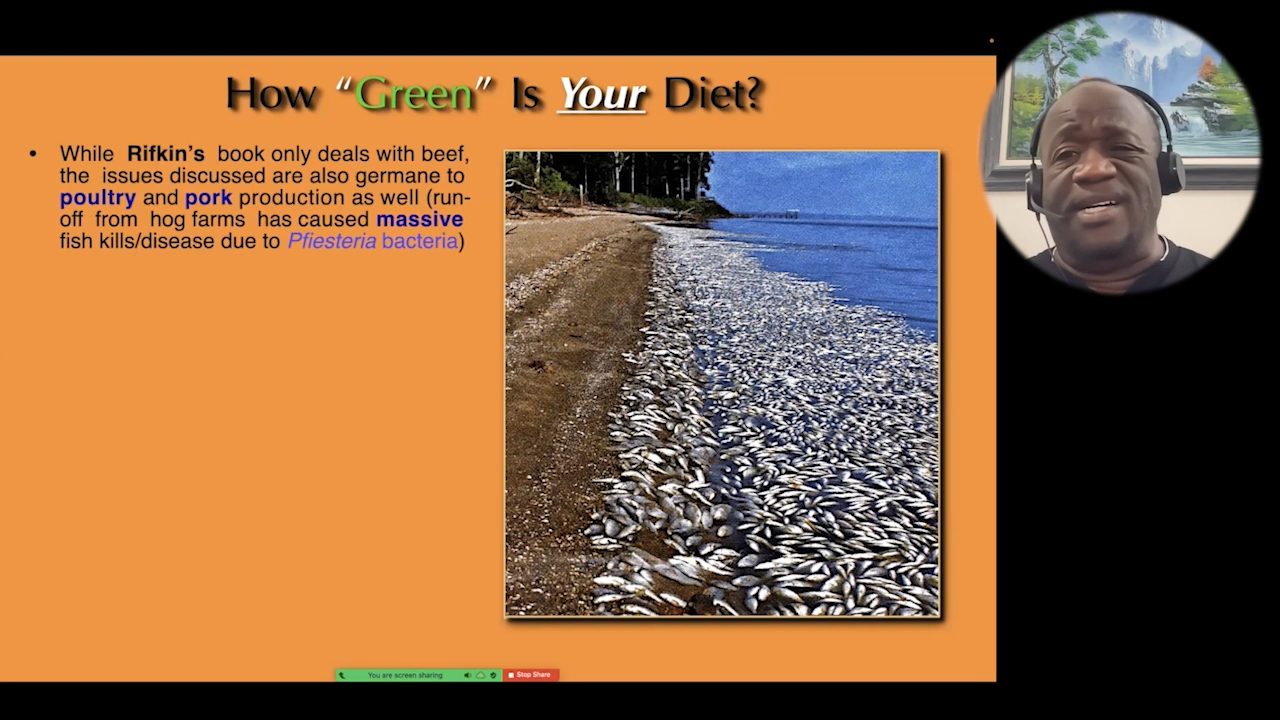 How “Green” Is Your Diet?
• While Rifkin’s book only deals with beef,
the issues discussed are also germane to
poultry and pork production as well (run-
off from hog farms has caused massive
fish kills/disease due to Pfiesteria bacteria)
You are screen sharing
Stop Share